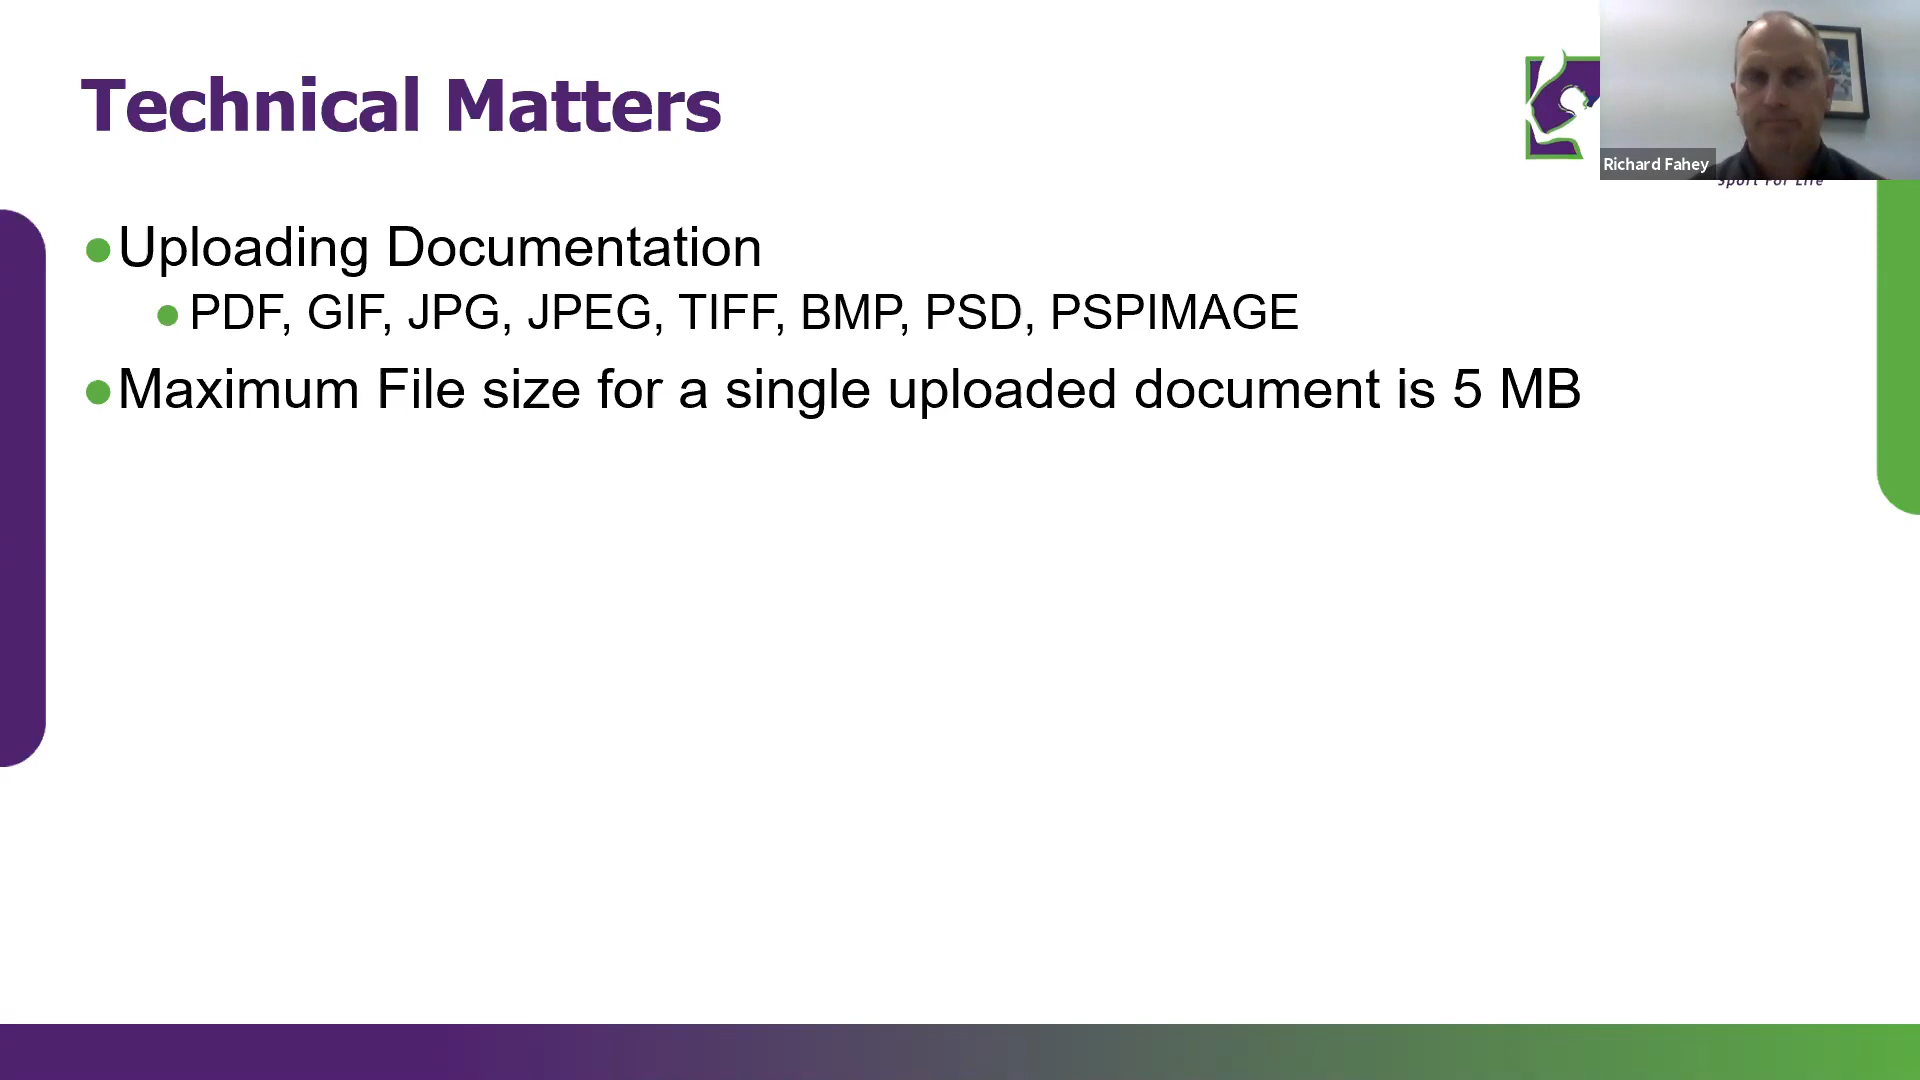 Technical Matters
Richard Fahey
Sport For Life
Uploading Documentation
PDF, GIF, JPG, JPEG, TIFF, BMP, PSD, PSPIMAGE
Maximum File size for a single uploaded document is 5 MB